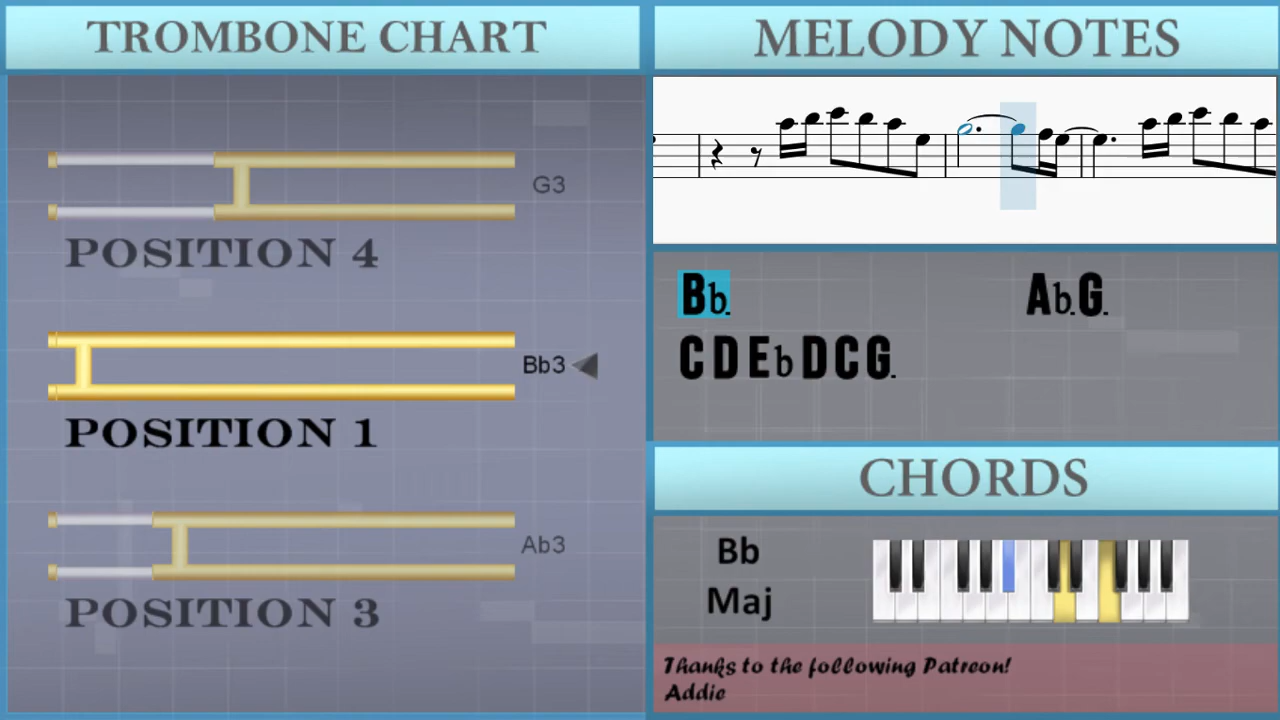 TROMBONE CHART
G3
POSITION 4
Bb3
POSITION 1
Ab3
POSITION 3
MELODY NOTES
Bb. Ab.G.
C D Eb D C G.
CHORDS
Bb
Maj
Thanks to the following Patreon!
Addie